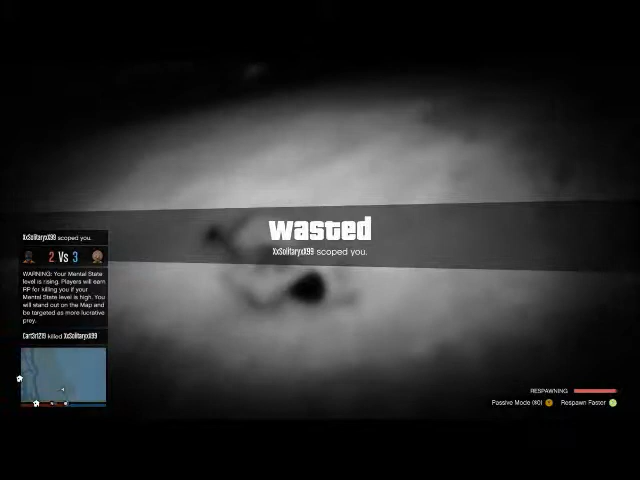 wasted
XxSolitaryxX99 scoped you.
XxSolitaryxX99 scoped you.
2 Vs 3
WARNING: Your Mental State
level is rising. Players will earn
RP for killing you if your
Mental State level is high. You
will stand out on the Map and
be targeted as more lucrative
prey.
killed XxSolitaryxX99
RESPAWNING
Passive Mode
Respawn Faster